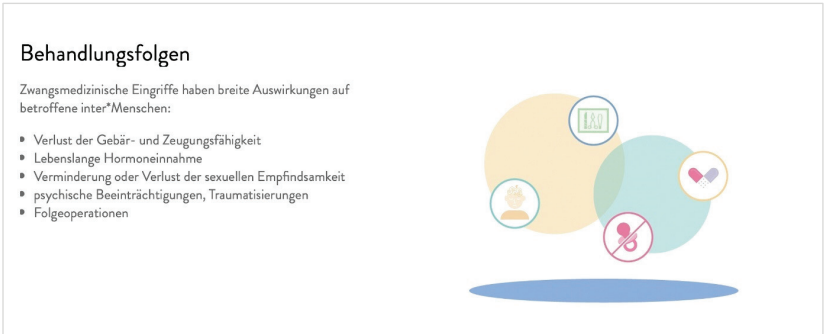 Behandlungsfolgen
Zwangsmedizinische Eingriffe haben breite Auswirkungen auf
betroffene inter*Menschen:
Verlust der Gebär- und Zeugungsfähigkeit
Lebenslange Hormoneinnahme
Verminderung oder Verlust der sexuellen Empfindsamkeit
psychische Beeinträchtigungen, Traumatisierungen
Folgeoperationen